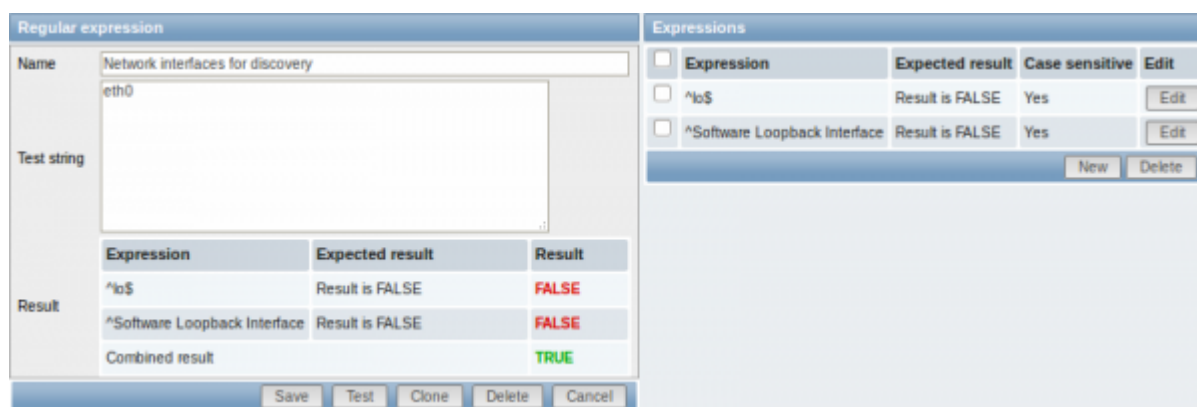 Regular expression
Name Network interfaces for discovery
Test string eth0
Result
Expression Expected result Result
^lo$ Result is FALSE FALSE
^Software Loopback Interface Result is FALSE FALSE
Combined result TRUE
Save Test Clone Delete Cancel
Expressions
Expression Expected result Case sensitive Edit
^lo$ Result is FALSE Yes Edit
^Software Loopback Interface Result is FALSE Yes Edit
New Delete